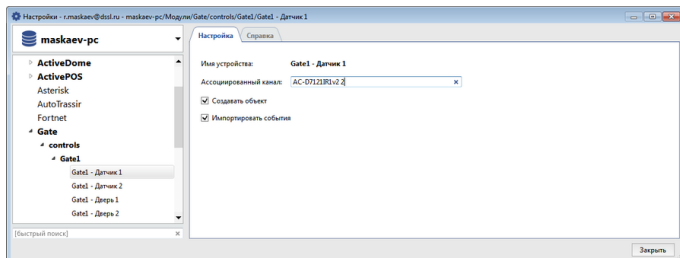 Настройки - r.maskaev@dssl.ru - maskaev-pc/Модули/Gate/controls/Gate1/Gate1 - Датчик 1
maskaev-pc
Настройка
Справка
ActiveDome
ActivePOS
Asterisk
AutoTrassir
Fortnet
Gate
controls
Gate1
Gate1 - Датчик 1
Gate1 - Датчик 2
Gate1 - Дверь 1
Gate1 - Дверь 2
[быстрый поиск]
Имя устройства: Gate1 - Датчик 1
Ассоциированный канал: AC-D7121IR1v2 2
Создавать объект
Импортировать события
Закрыть